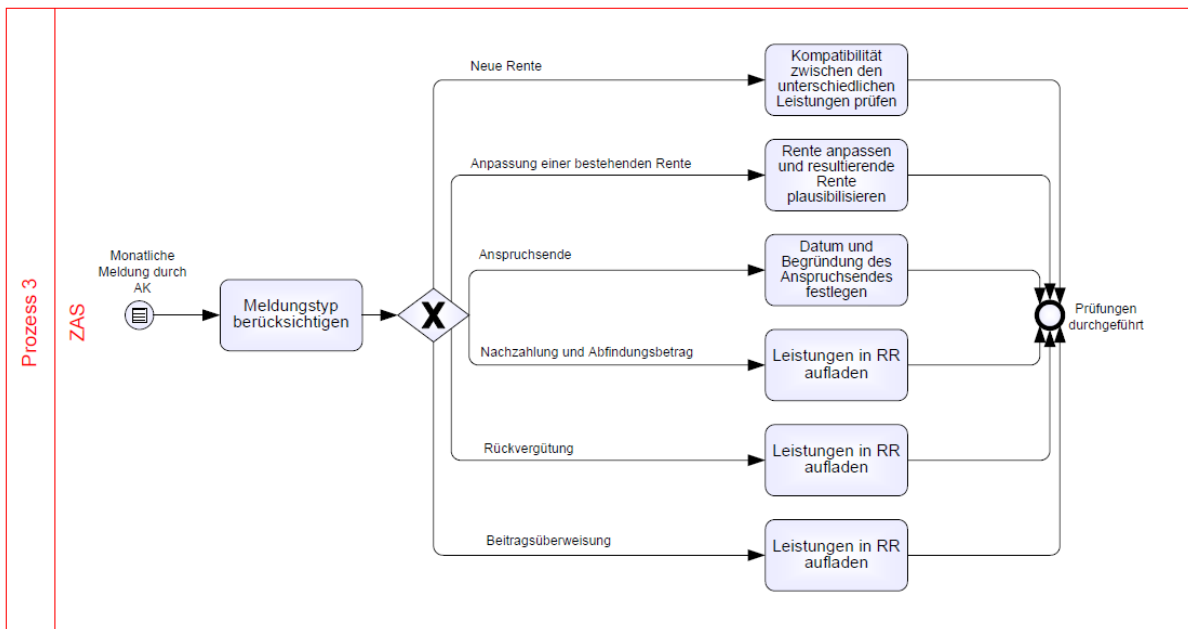 Prozess 3
ZAS
Monatliche
Meldung durch
AK
Meldungstyp
berücksichtigen
X
Neue Rente
Kompatibilität
zwischen den
unterschiedlichen
Leistungen prüfen
Anpassung einer bestehenden Rente
Rente anpassen
und resultierende
Rente
plausibilisieren
Anspruchsende
Datum und
Begründung des
Anspruchsendes
festlegen
Nachzahlung und Abfindungsbetrag
Leistungen in RR
aufladen
Rückvergütung
Leistungen in RR
aufladen
Beitragsüberweisung
Leistungen in RR
aufladen
Prüfungen
durchgeführt